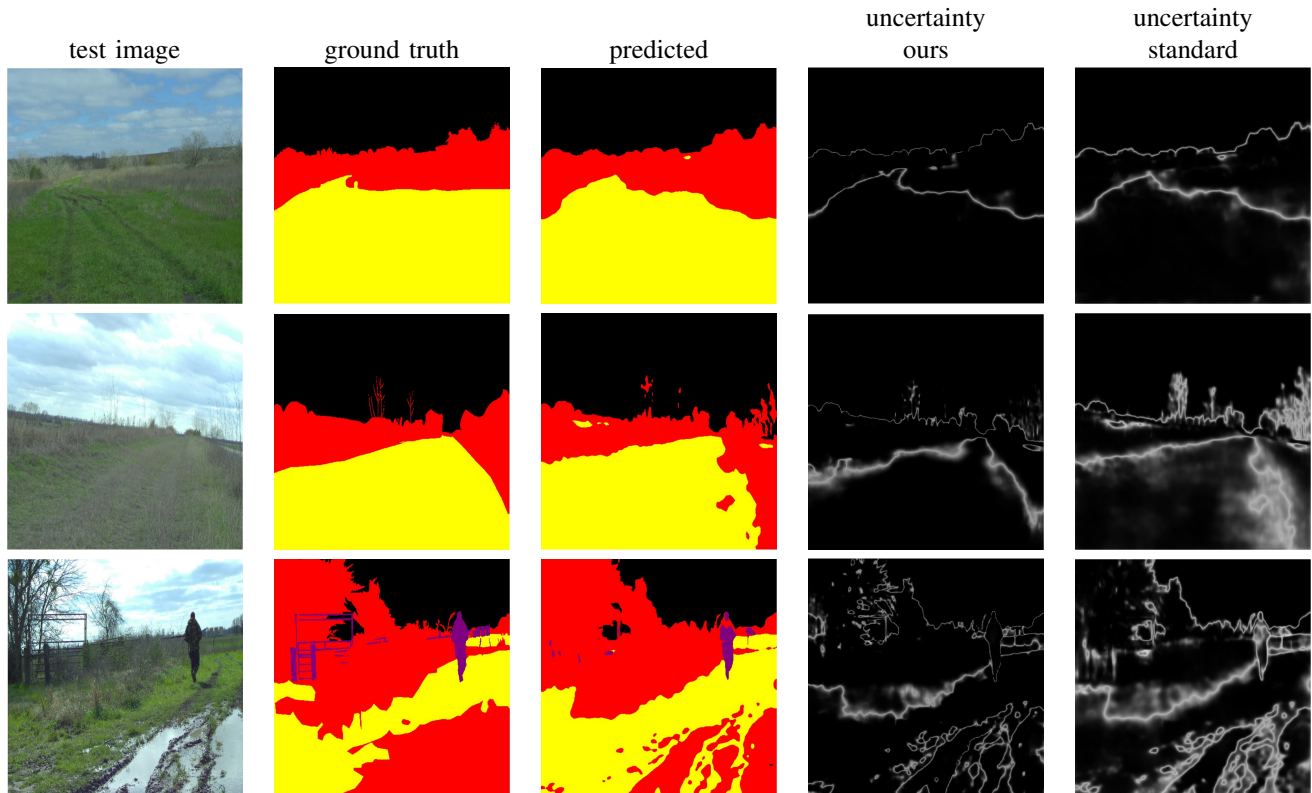 test image
ground truth
predicted
uncertainty
ours
uncertainty
standard